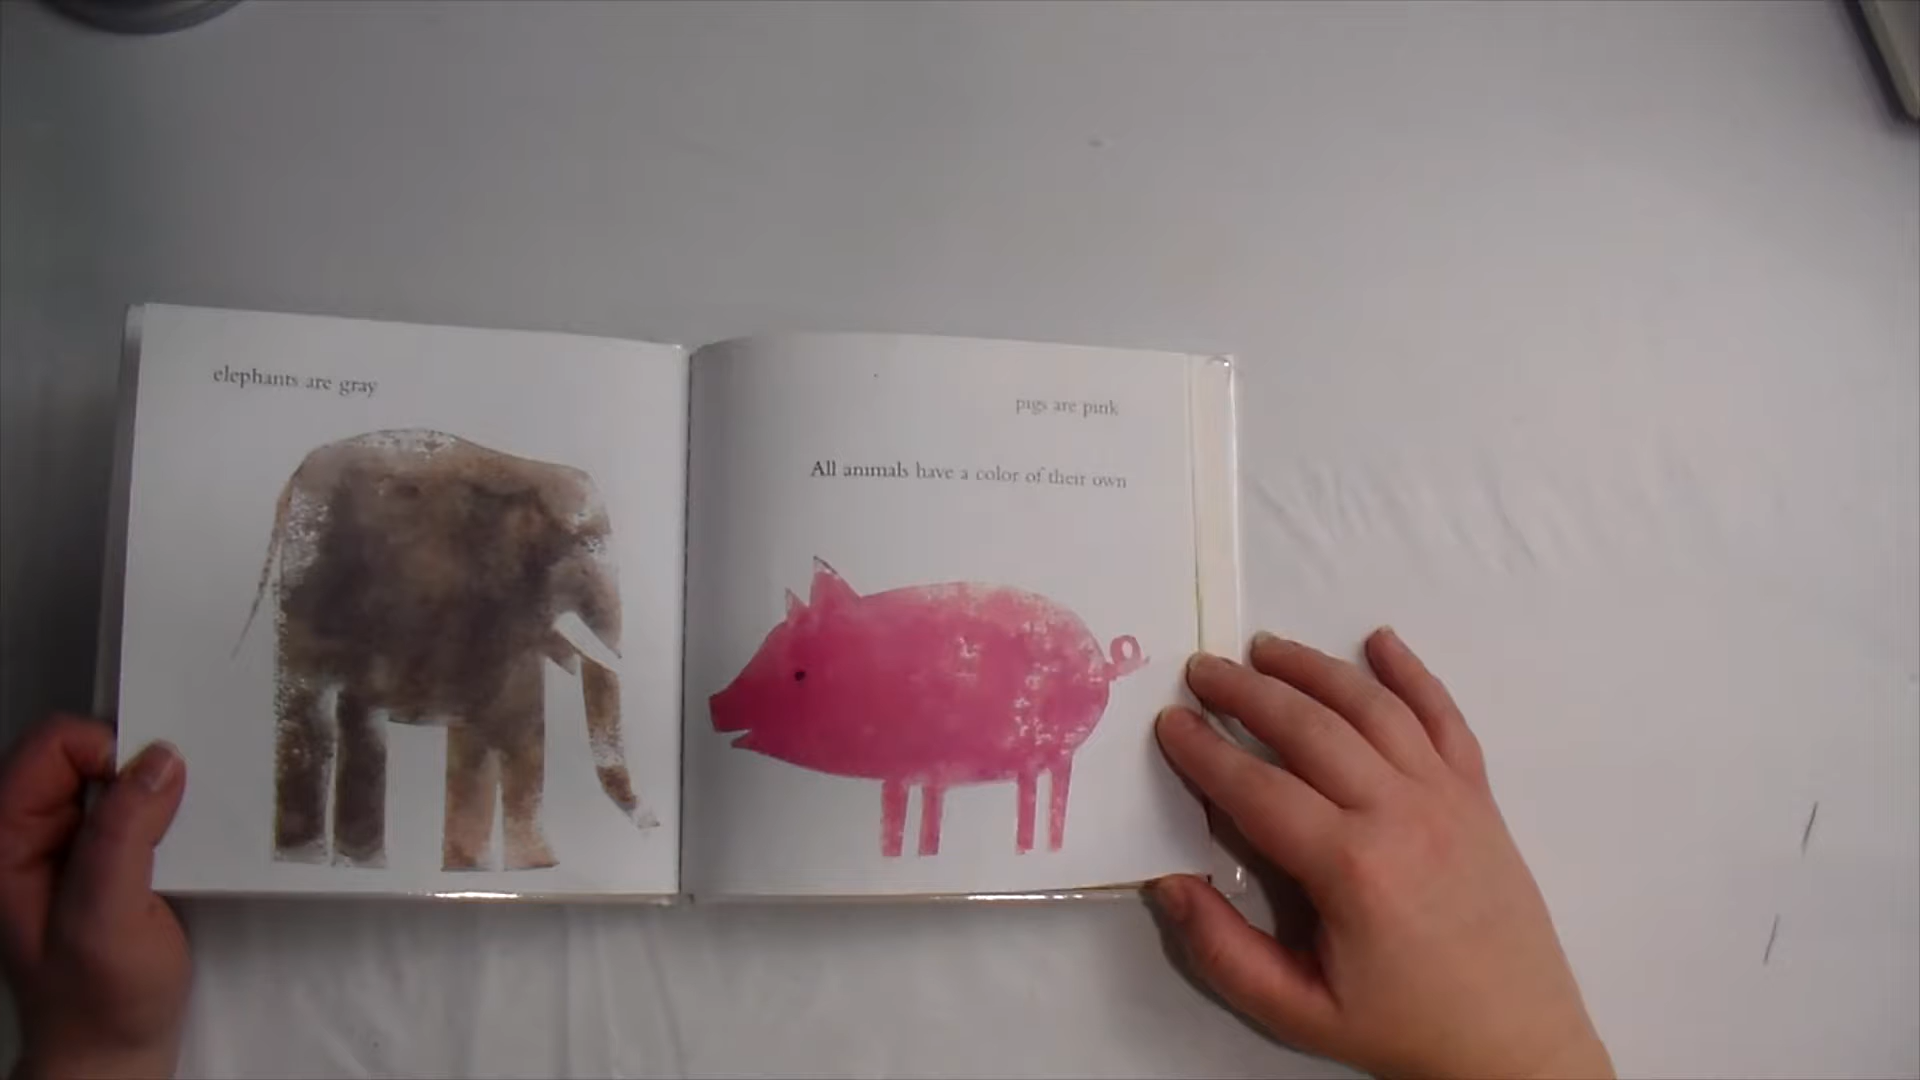 elephants are gray
pigs are pink
All animals have a color of their own